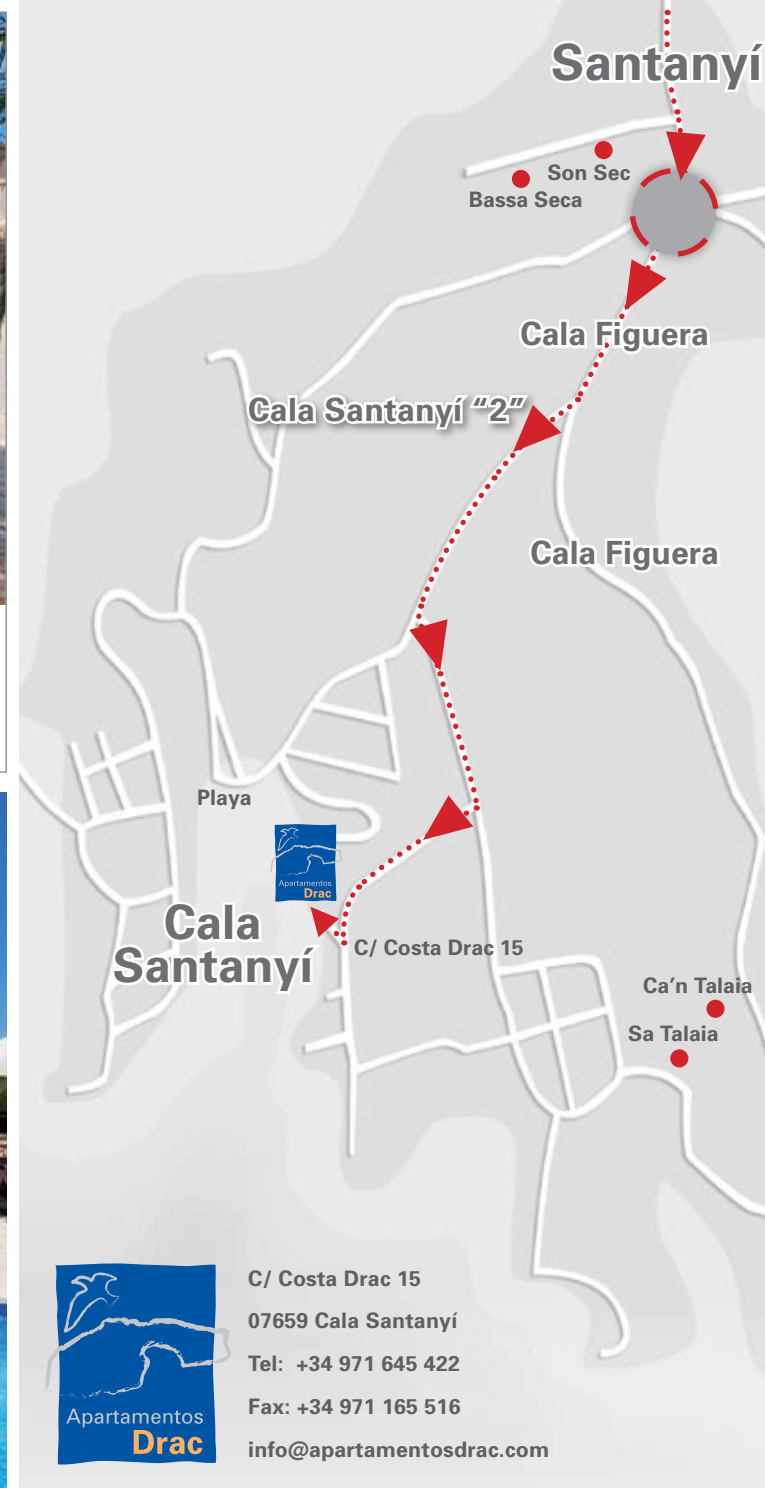 Santanyí
Son Sec
Bassa Seca
Cala Figuera
Cala Santanyí “2”
Cala Figuera
Playa
Apartamentos
Drac
Cala
Santanyí
C/ Costa Drac 15
Ca’n Talaia
Sa Talaia
Apartamentos
Drac
C/ Costa Drac 15
07659 Cala Santanyí
Tel: +34 971 645 422
Fax: +34 971 165 516
info@apartamentosdrac.com